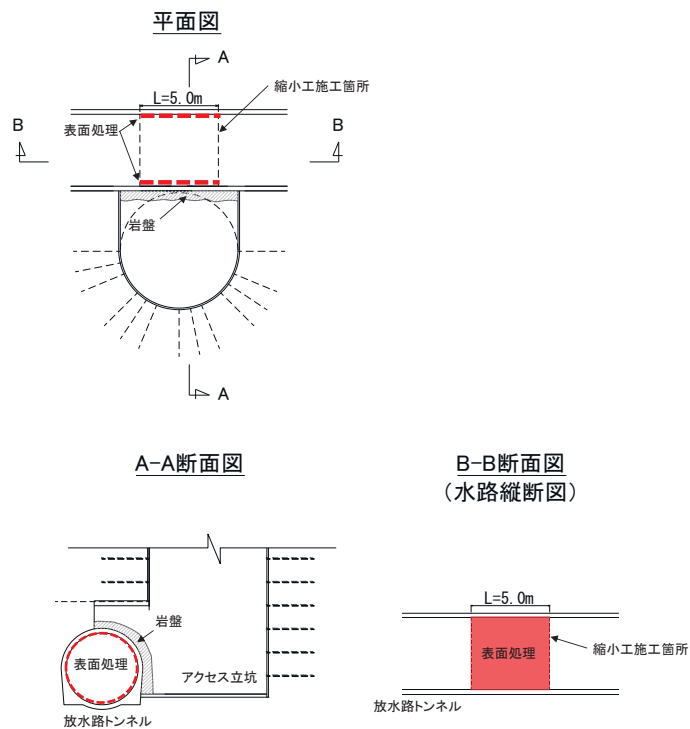 平面図
A
L=5.0m
縮小工施工箇所
B
B
表面処理
岩盤
A
A-A断面図
B-B断面図
(水路縦断図)
L=5.0m
岩盤
表面処理
表面処理
縮小工施工箇所
アクセス立坑
放水路トンネル
放水路トンネル